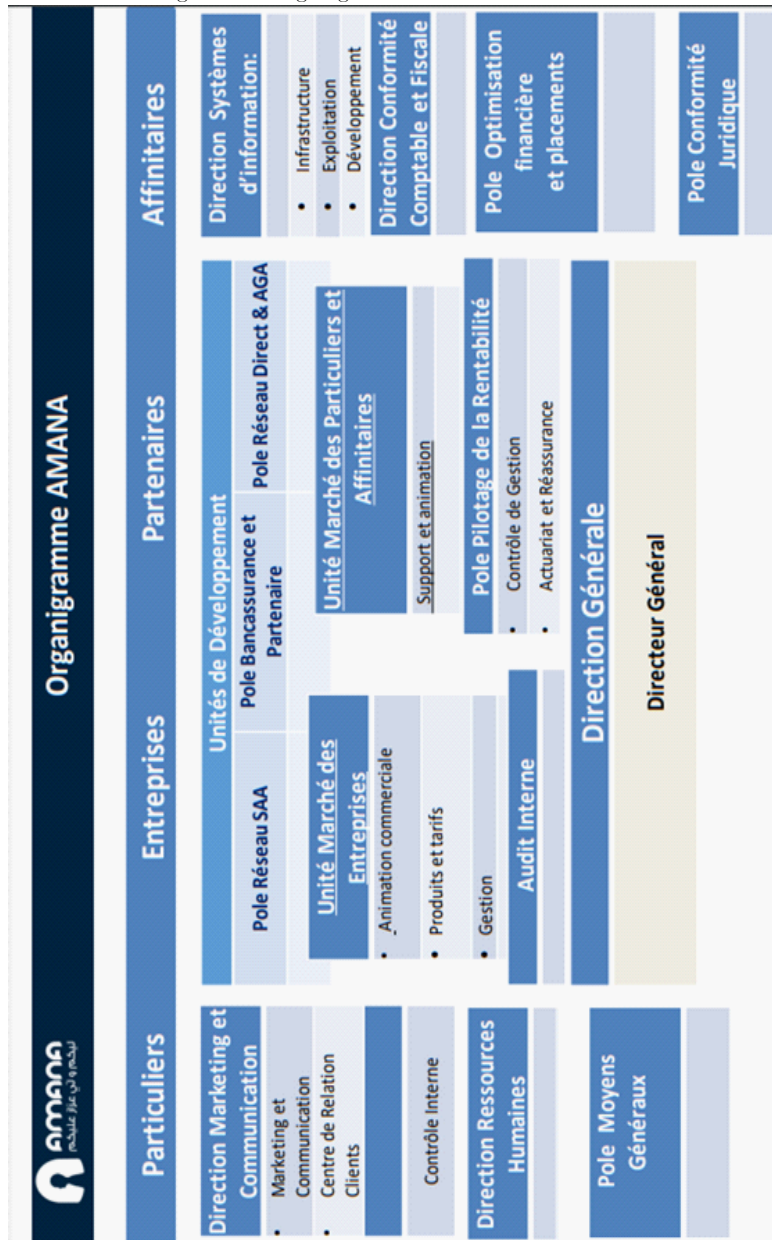 Organigramme AMANA
AMANA
Particuliers
Entreprises
Partenaires
Affinitaires
Direction Marketing et
Communication
• Marketing et
Communication
• Centre de Relation
Clients
Contrôle Interne
Direction Ressources
Humaines
Pole Moyens
Généraux
Unités de Développement
Pole Réseau SAA
Pole Bancassurance et
Partenaire
Pole Réseau Direct & AGA
Unité Marché des
Entreprises
• Animation commerciale
• Produits et tarifs
• Gestion
Audit Interne
Unité Marché des Particuliers et
Affinitaires
Support et animation
Pole Pilotage de la Rentabilité
• Contrôle de Gestion
• Actuariat et Réassurance
Direction Générale
Directeur Général
Direction Systèmes
d'information:
• Infrastructure
• Exploitation
• Développement
Direction Conformité
Comptable et Fiscale
Pole Optimisation
financière
et placements
Pole Conformité
Juridique